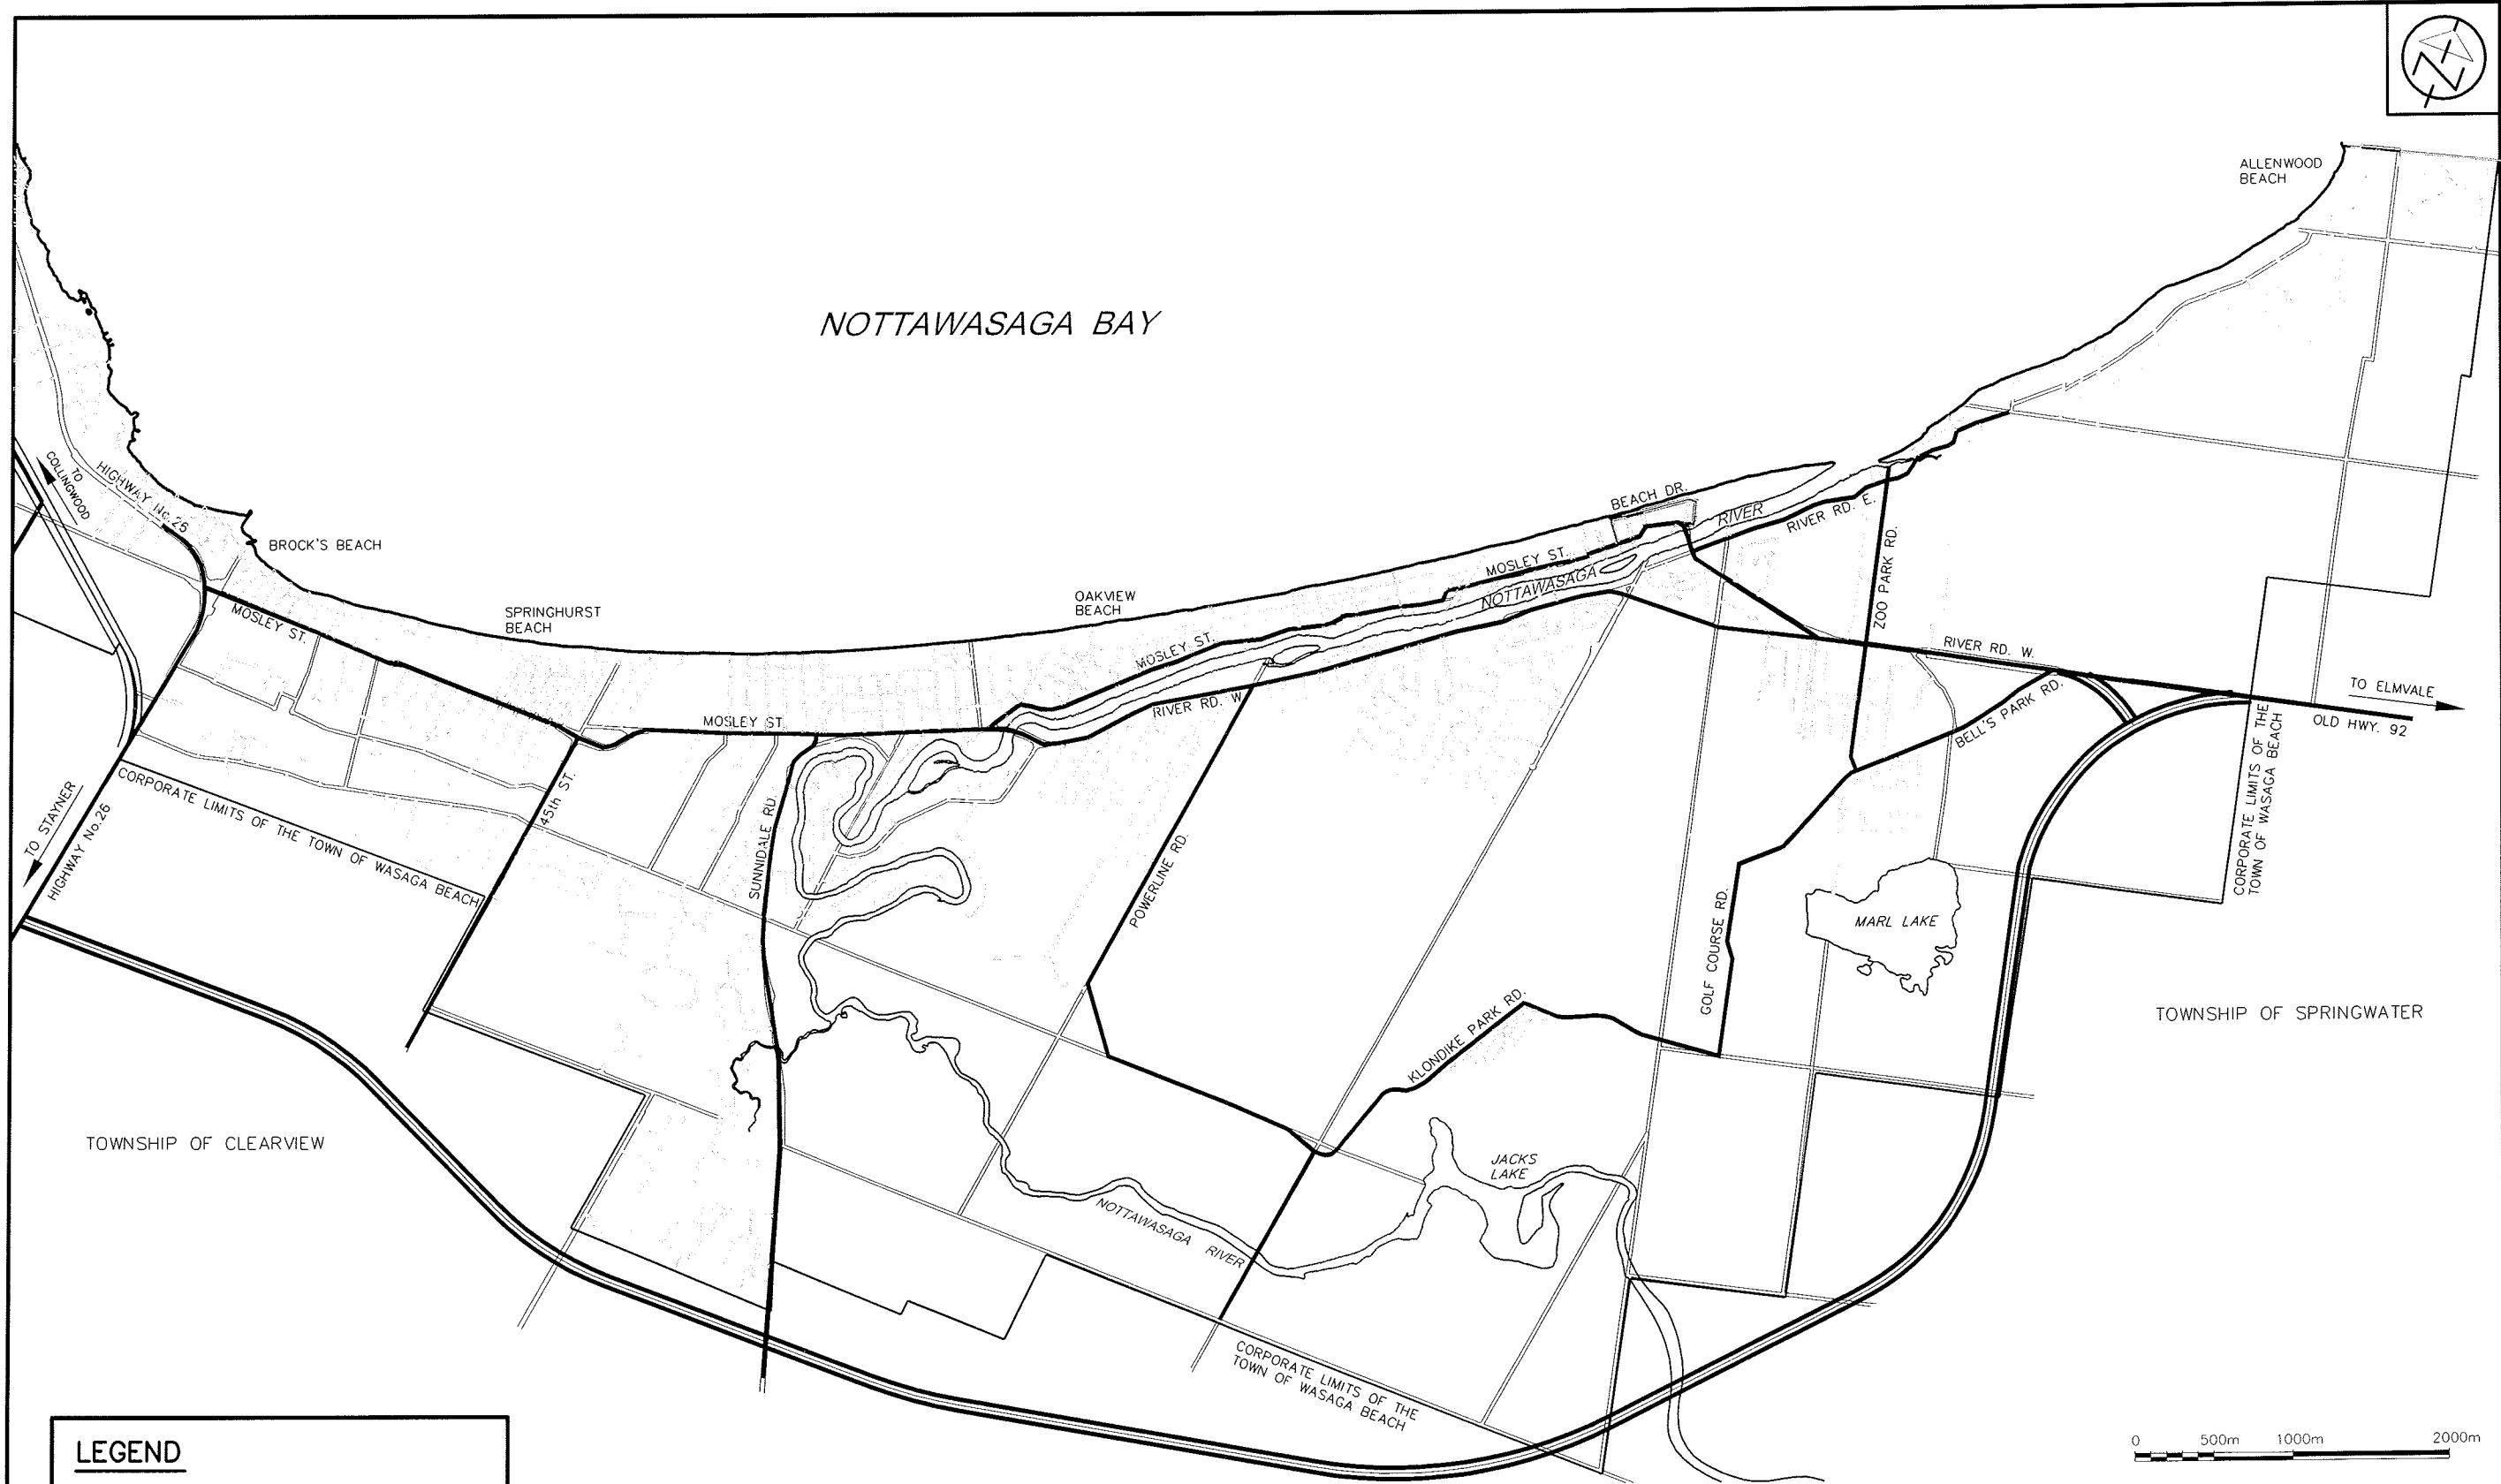 N
ALLENWOOD
BEACH
NOTTAWASAGA BAY
TO
COLLINGWOOD
HIGHWAY No.26
BROCK'S BEACH
BEACH DR.
RIVER
RIVER RD. E.
MOSLEY ST.
NOTTAWASAGA
ZOO PARK RD.
OAKVIEW
BEACH
SPRINGHURST
BEACH
MOSLEY ST.
MOSLEY ST.
RIVER RD. W.
RIVER RD. W.
TO ELMVALE
OLD HWY. 92
BELL'S PARK RD.
MOSLEY ST.
CORPORATE LIMITS OF THE
TOWN OF WASAGA BEACH
TO STAYNER
HIGHWAY No.26
CORPORATE LIMITS OF THE TOWN OF WASAGA BEACH
45th ST.
SUNNIDALE RD.
POWERLINE RD.
GOLF COURSE RD.
MARL LAKE
KLONDIKE PARK RD.
TOWNSHIP OF SPRINGWATER
TOWNSHIP OF CLEARVIEW
JACKS
LAKE
NOTTAWASAGA RIVER
CORPORATE LIMITS OF THE
TOWN OF WASAGA BEACH
LEGEND
0 500m 1000m 2000m